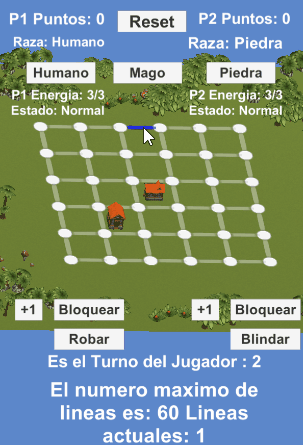 P1 Puntos: 0
Reset
P2 Puntos: 0
Raza: Humano
Raza: Piedra
Humano
Mago
Piedra
P1 Energia: 3/3
P2 Energia: 3/3
Estado: Normal
Estado: Normal
+1
Bloquear
+1
Bloquear
Robar
Blindar
Es el Turno del Jugador : 2
El numero maximo de
lineas es: 60 Lineas
actuales: 1